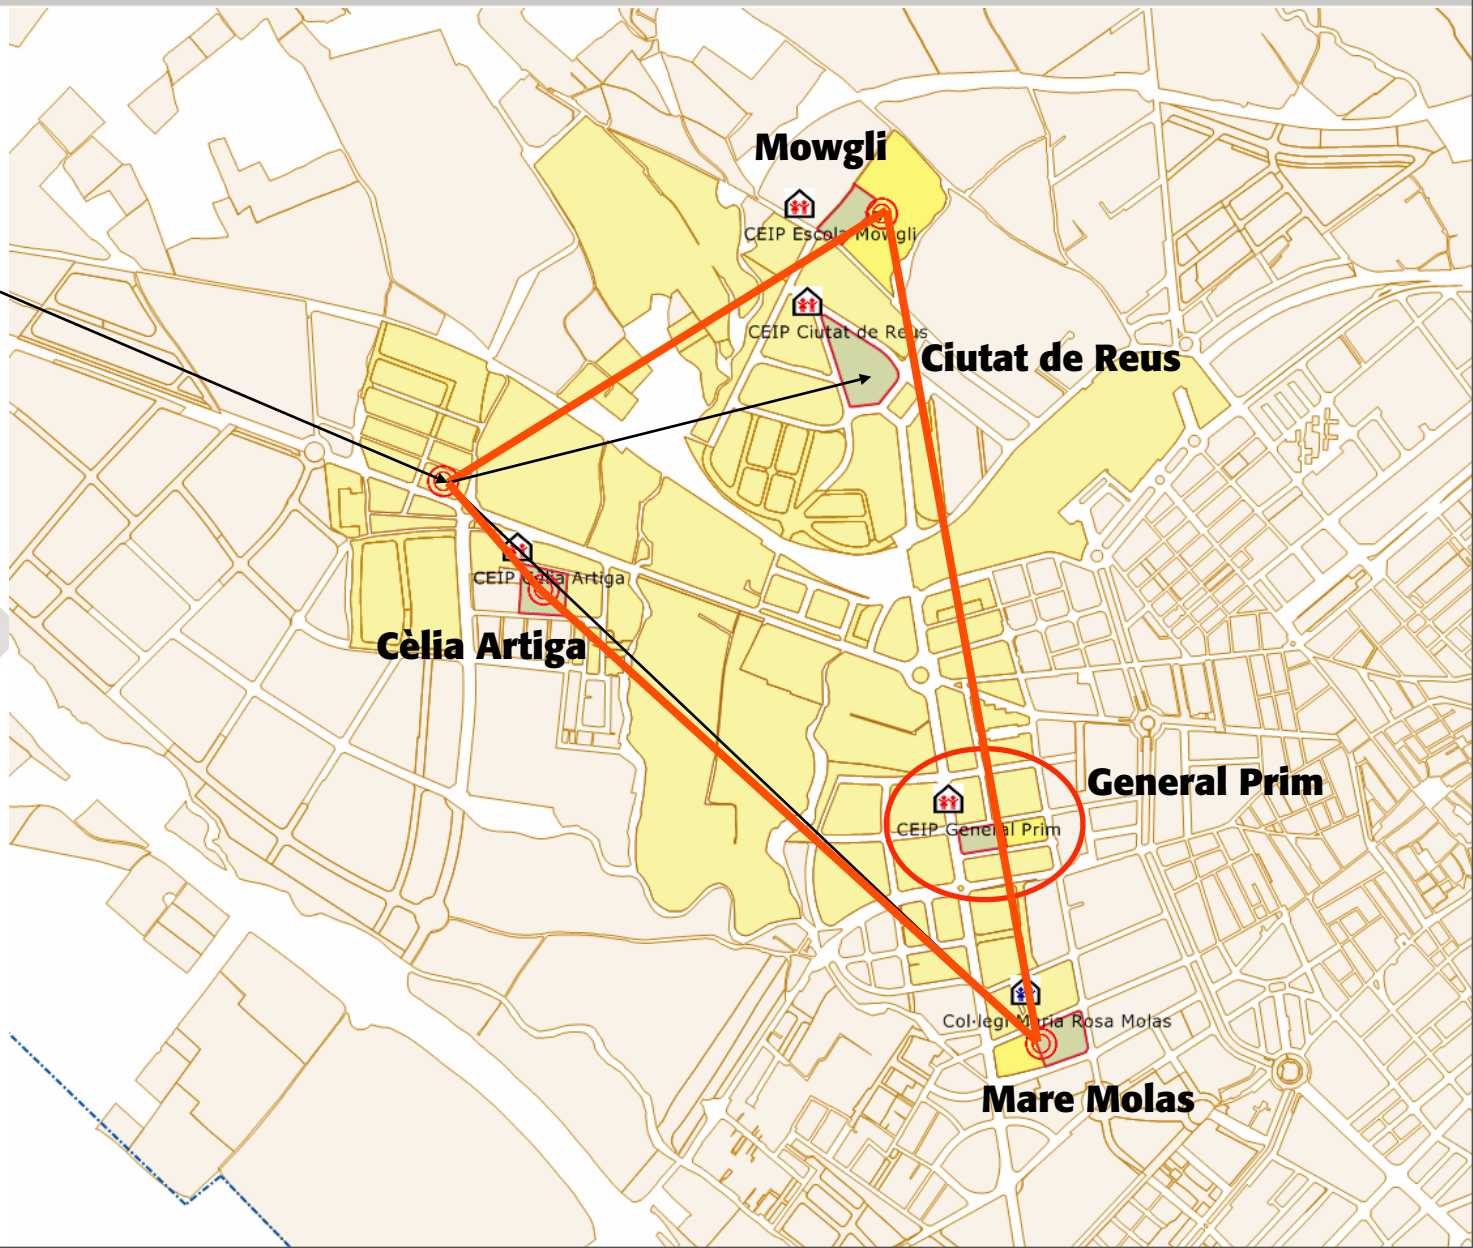 Mowgli
CEIP Escola Mowgli
CEIP Ciutat de Reus
Ciutat de Reus
CEIP Cèlia Artiga
Cèlia Artiga
General Prim
CEIP General Prim
Col·legi Maria Rosa Molas
Mare Molas